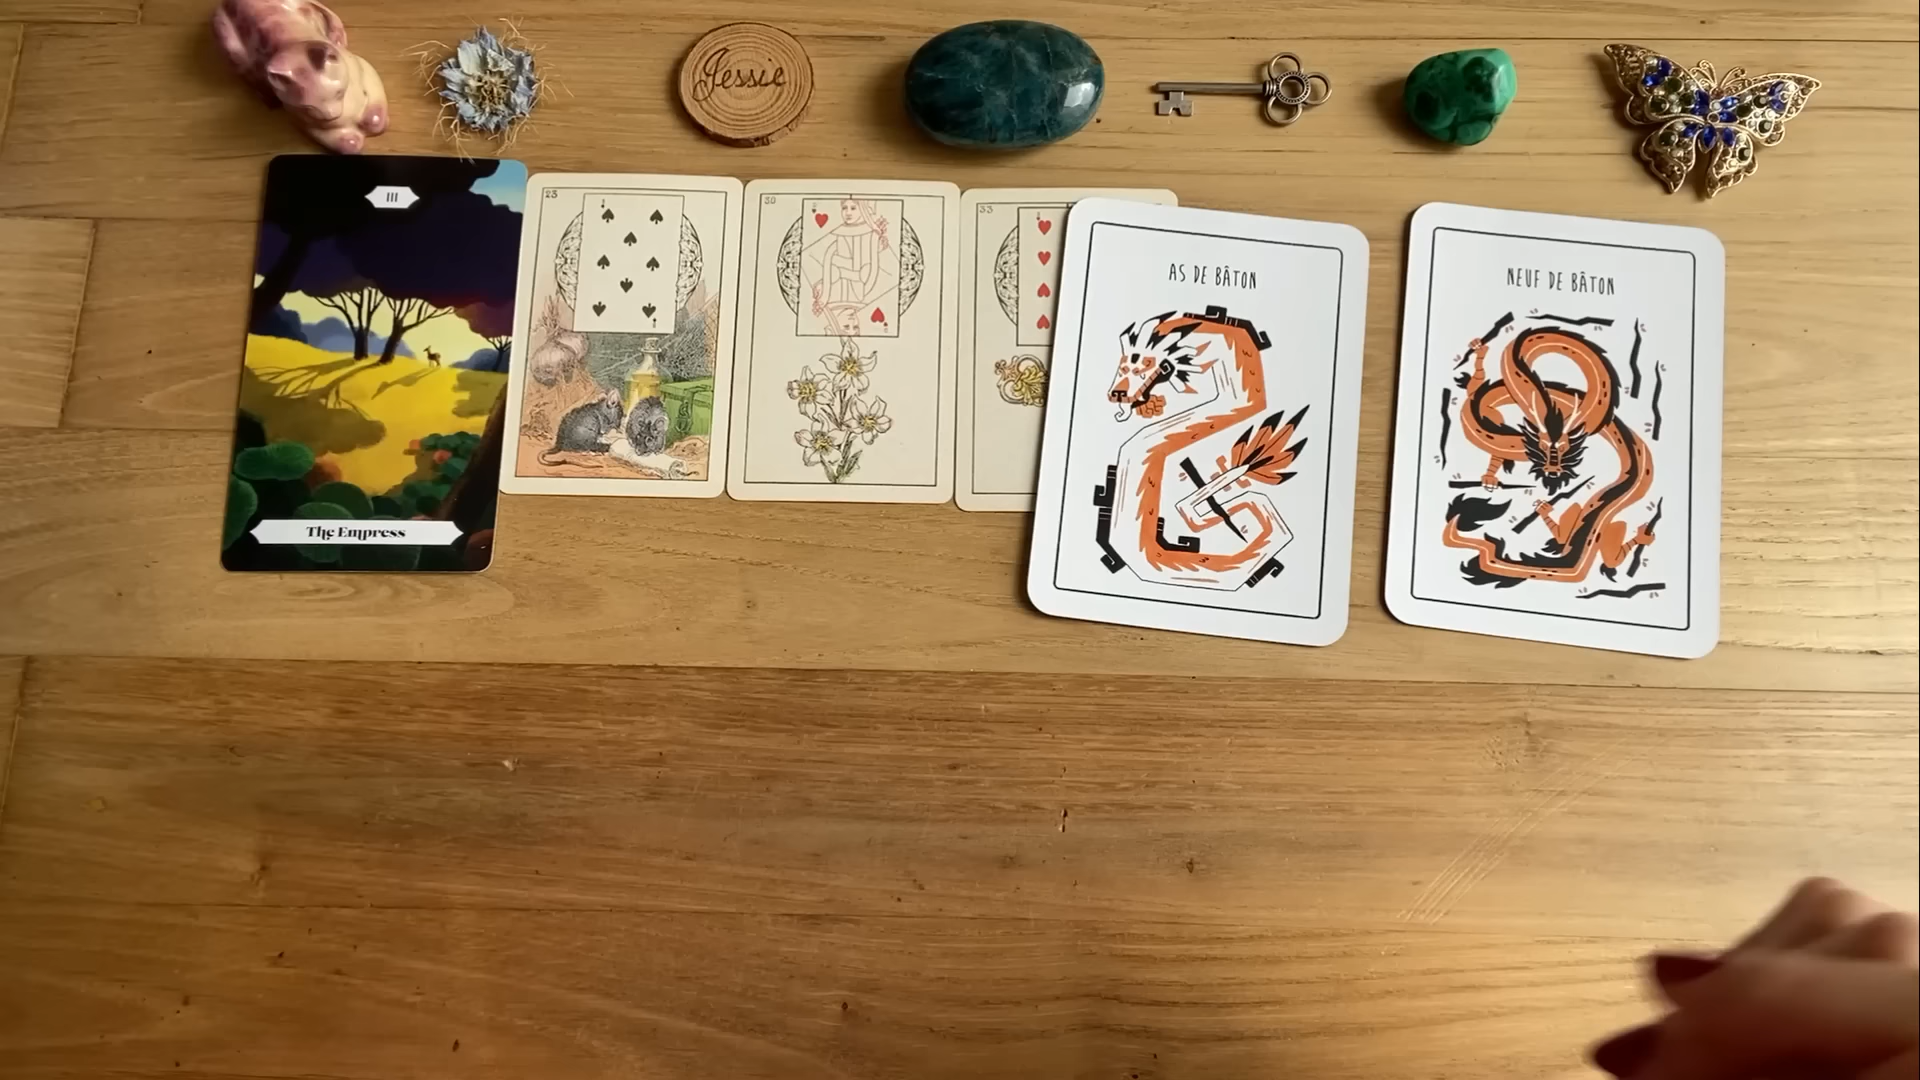 Jessie
III
The Empress
23
30
33
AS DE BÂTON
NEUF DE BÂTON